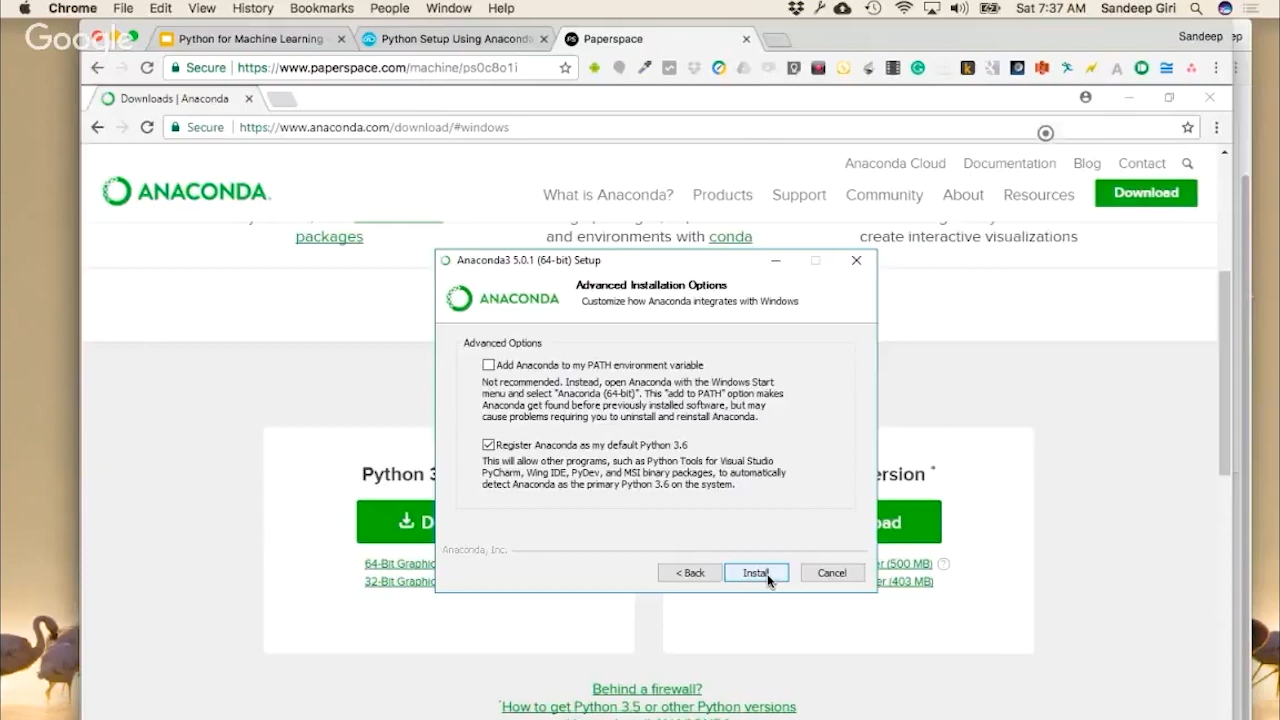 Chrome File Edit View History Bookmarks People Window Help Sat 7:37 AM Sandeep Giri
Google
Python for Machine Learning Python Setup Using Anaconda Paperspace Sandeep
Secure https://www.paperspace.com/machine/ps0c8o1i
Downloads | Anaconda
Secure https://www.anaconda.com/download/#windows
Anaconda Cloud Documentation Blog Contact
ANACONDA
What is Anaconda? Products Support Community About Resources Download
packages and environments with conda create interactive visualizations
Anaconda3 5.0.1 (64-bit) Setup
Advanced Installation Options
ANACONDA
Customize how Anaconda integrates with Windows
Advanced Options
Add Anaconda to my PATH environment variable
Not recommended. Instead, open Anaconda with the Windows Start
menu and select "Anaconda (64-bit)". This "add to PATH" option makes
Anaconda get found before previously installed software, but may
cause problems requiring you to uninstall and reinstall Anaconda.
Register Anaconda as my default Python 3.6
This will allow other programs, such as Python Tools for Visual Studio
PyCharm, Wing IDE, PyDev, and MSI binary packages, to automatically
detect Anaconda as the primary Python 3.6 on the system.
Python 3 ersion *
D oad
Anaconda, Inc.
64-Bit Graphic r (500 MB) ?
< Back Install Cancel
32-Bit Graphic er (403 MB)
Behind a firewall?
*How to get Python 3.5 or other Python versions